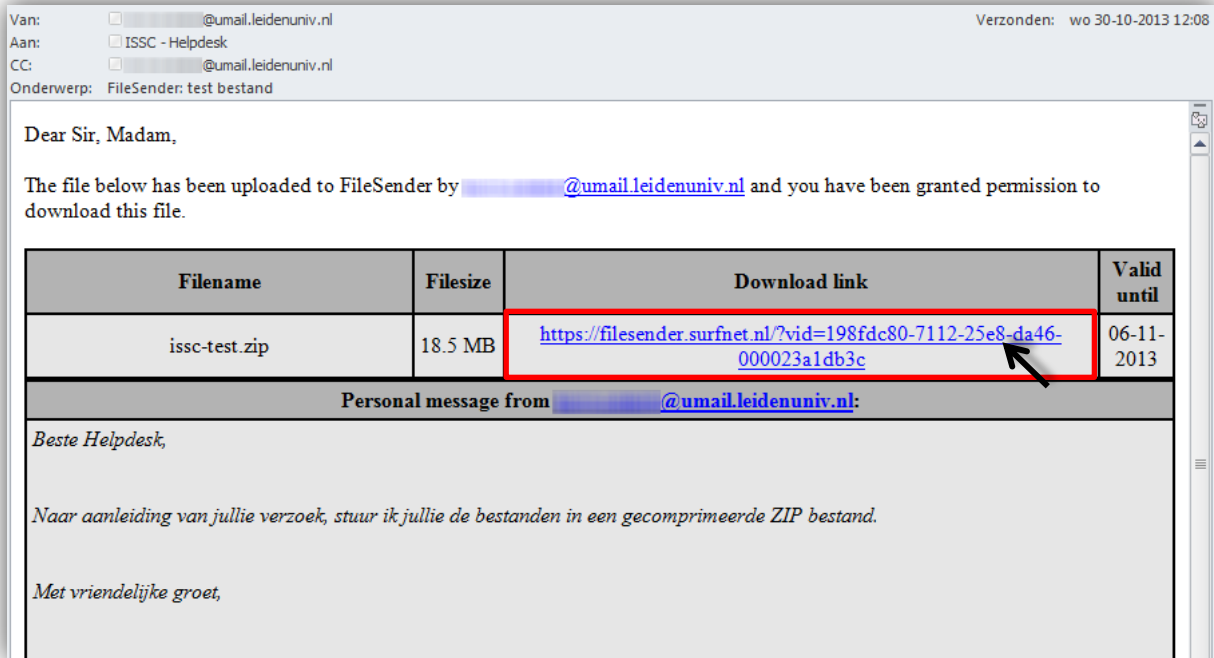 Van: @umail.leidenuniv.nl Verzonden: wo 30-10-2013 12:08
Aan: ISSC - Helpdesk
CC: @umail.leidenuniv.nl
Onderwerp: FileSender: test bestand
Dear Sir, Madam,
The file below has been uploaded to FileSender by @umail.leidenuniv.nl and you have been granted permission to
download this file.
Filename Filesize Download link Valid until
issc-test.zip 18.5 MB https://filesender.surfnet.nl/?vid=198fdc80-7112-25e8-da46-000023a1db3c 06-11-2013
Personal message from @umail.leidenuniv.nl:
Beste Helpdesk,
Naar aanleiding van jullie verzoek, stuur ik jullie de bestanden in een gecomprimeerde ZIP bestand.
Met vriendelijke groet,